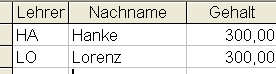 Lehrer Nachname Gehalt
HA Hanke 300,00
LO Lorenz 300,00